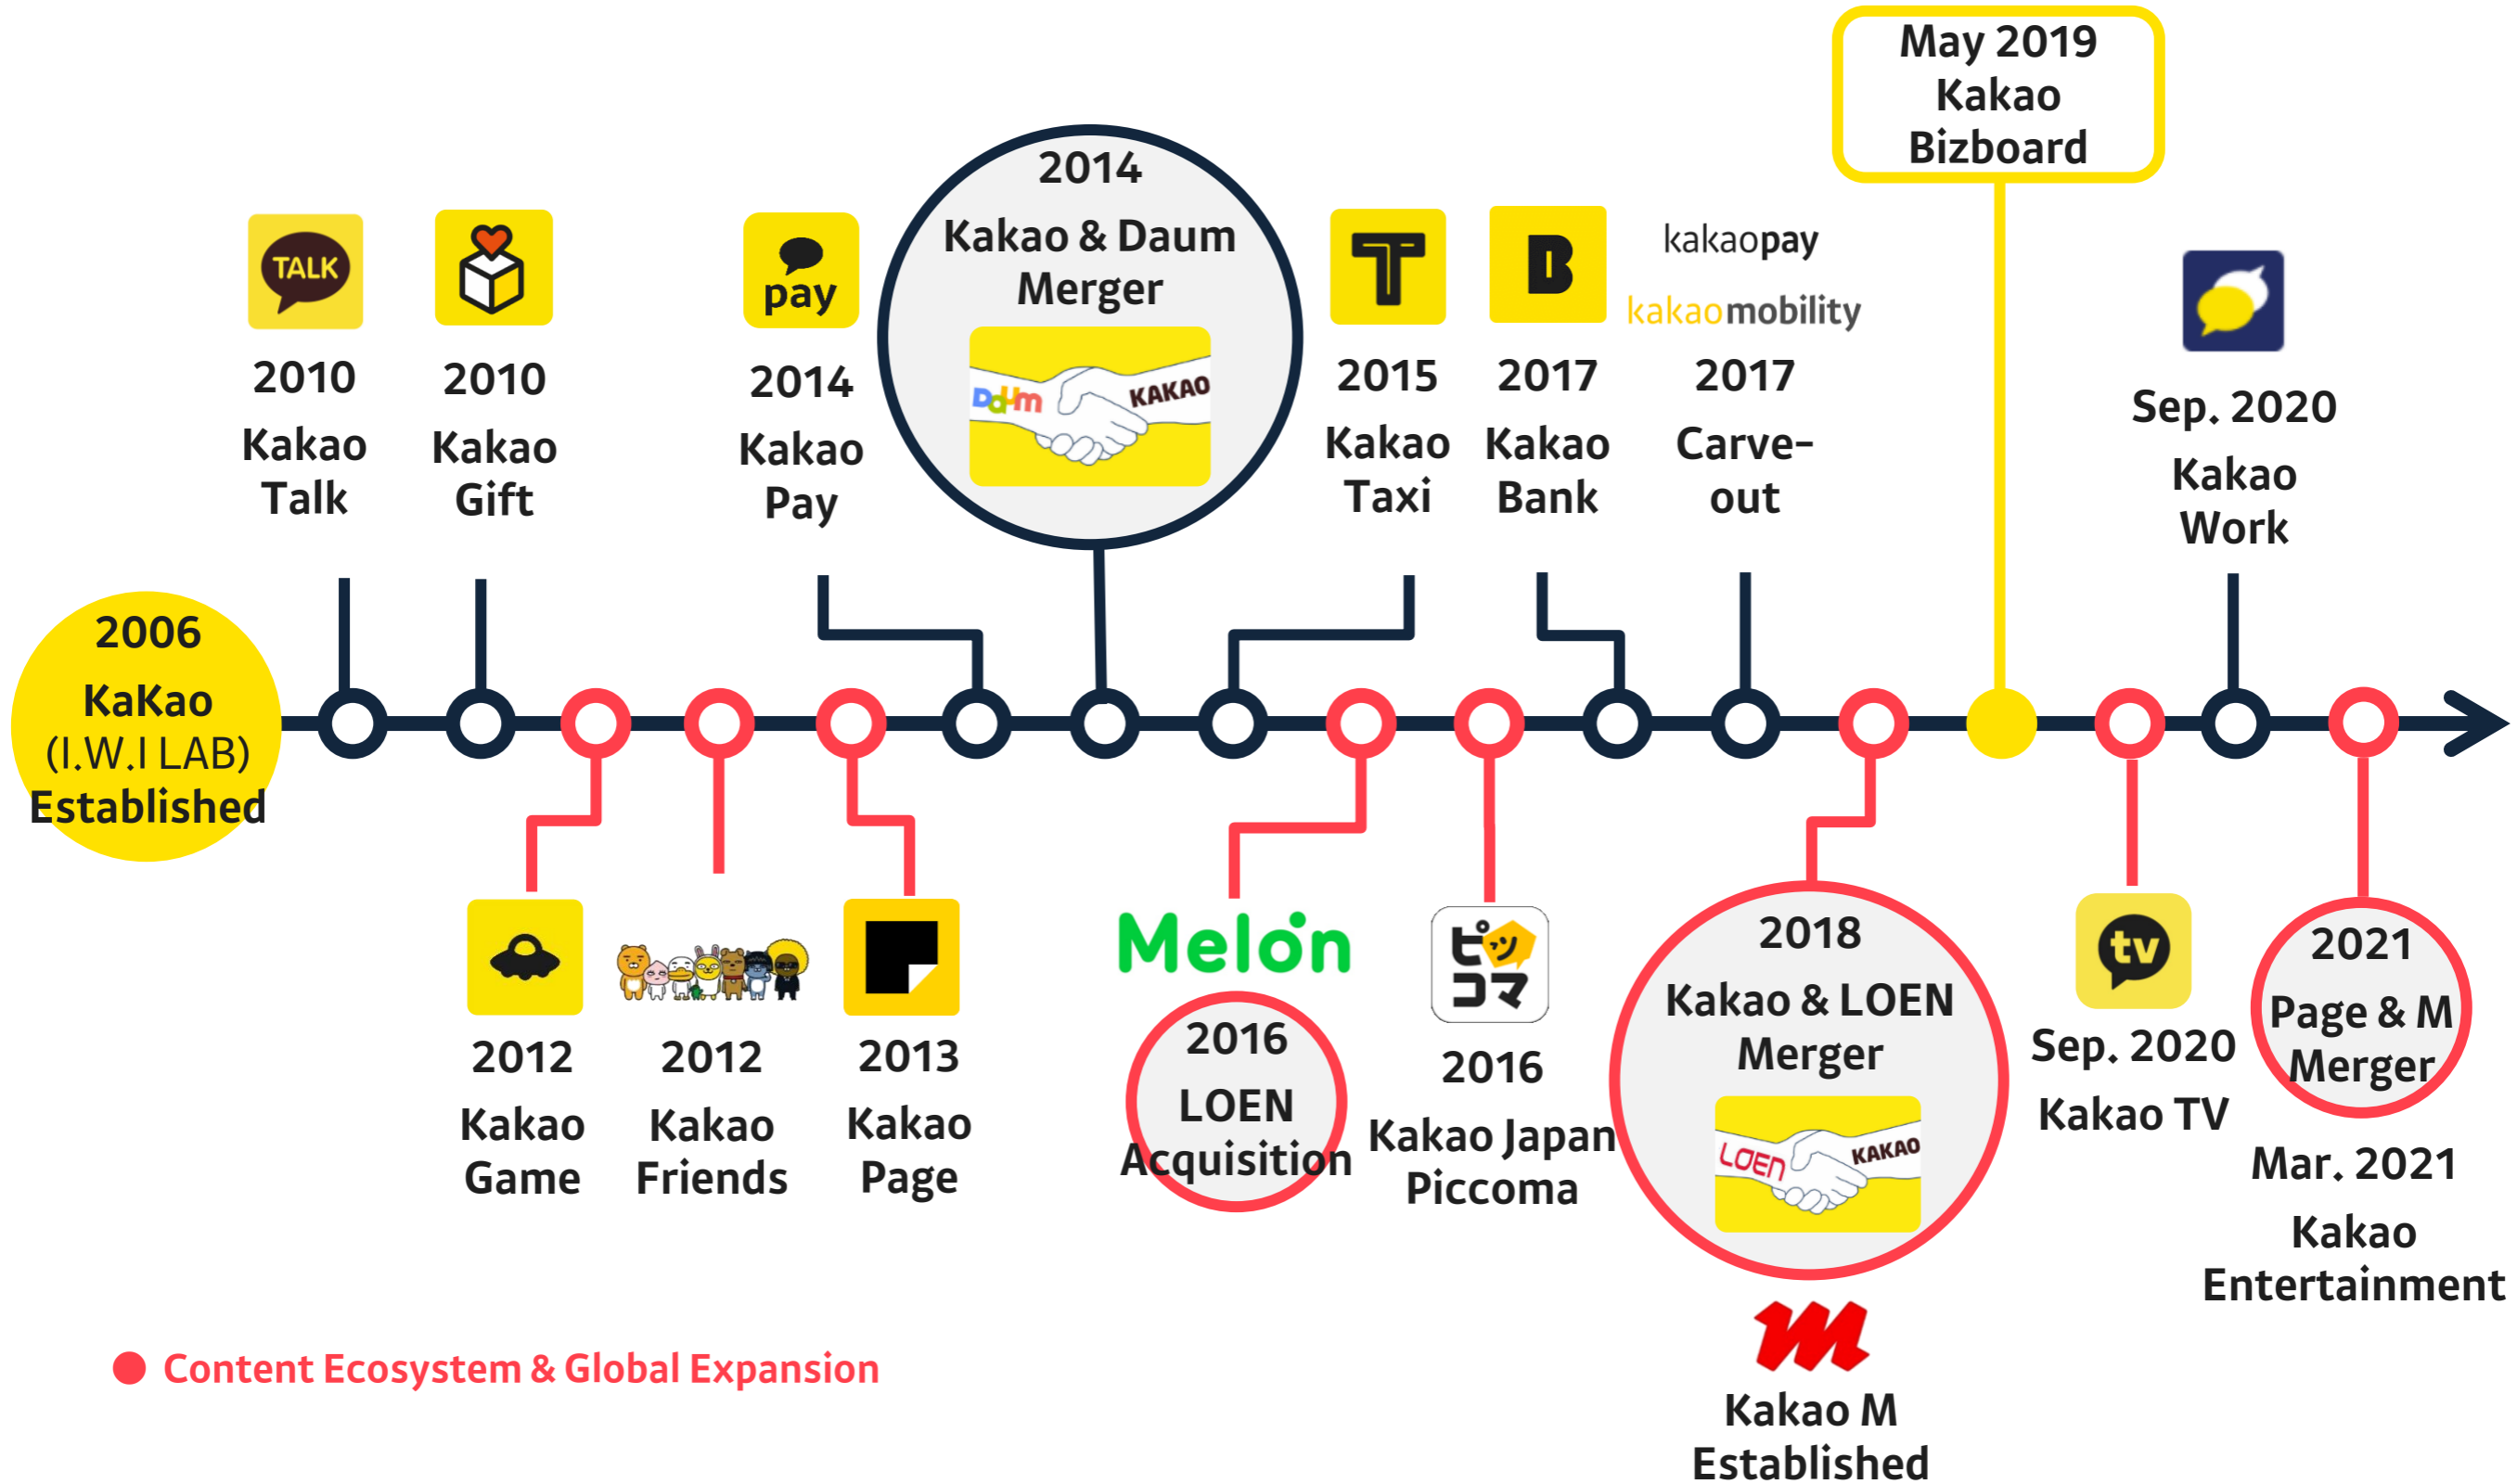 May 2019
Kakao
Bizboard
TALK
2010
Kakao
Talk
2010
Kakao
Gift
pay
2014
Kakao
Pay
2014
Kakao & Daum
Merger
Daum
KAKAO
T
2015
Kakao
Taxi
B
2017
Kakao
Bank
kakaopay
kakaomobility
2017
Carve-
out
Sep. 2020
Kakao
Work
2006
KaKao
(I.W.I LAB)
Established
2012
Kakao
Game
2012
Kakao
Friends
2013
Kakao
Page
Melon
2016
LOEN
Acquisition
ピッ
コマ
2016
Kakao Japan
Piccoma
2018
Kakao & LOEN
Merger
LOEN
KAKAO
M
Kakao M
Established
tv
Sep. 2020
Kakao TV
2021
Page & M
Merger
Mar. 2021
Kakao
Entertainment
Content Ecosystem & Global Expansion